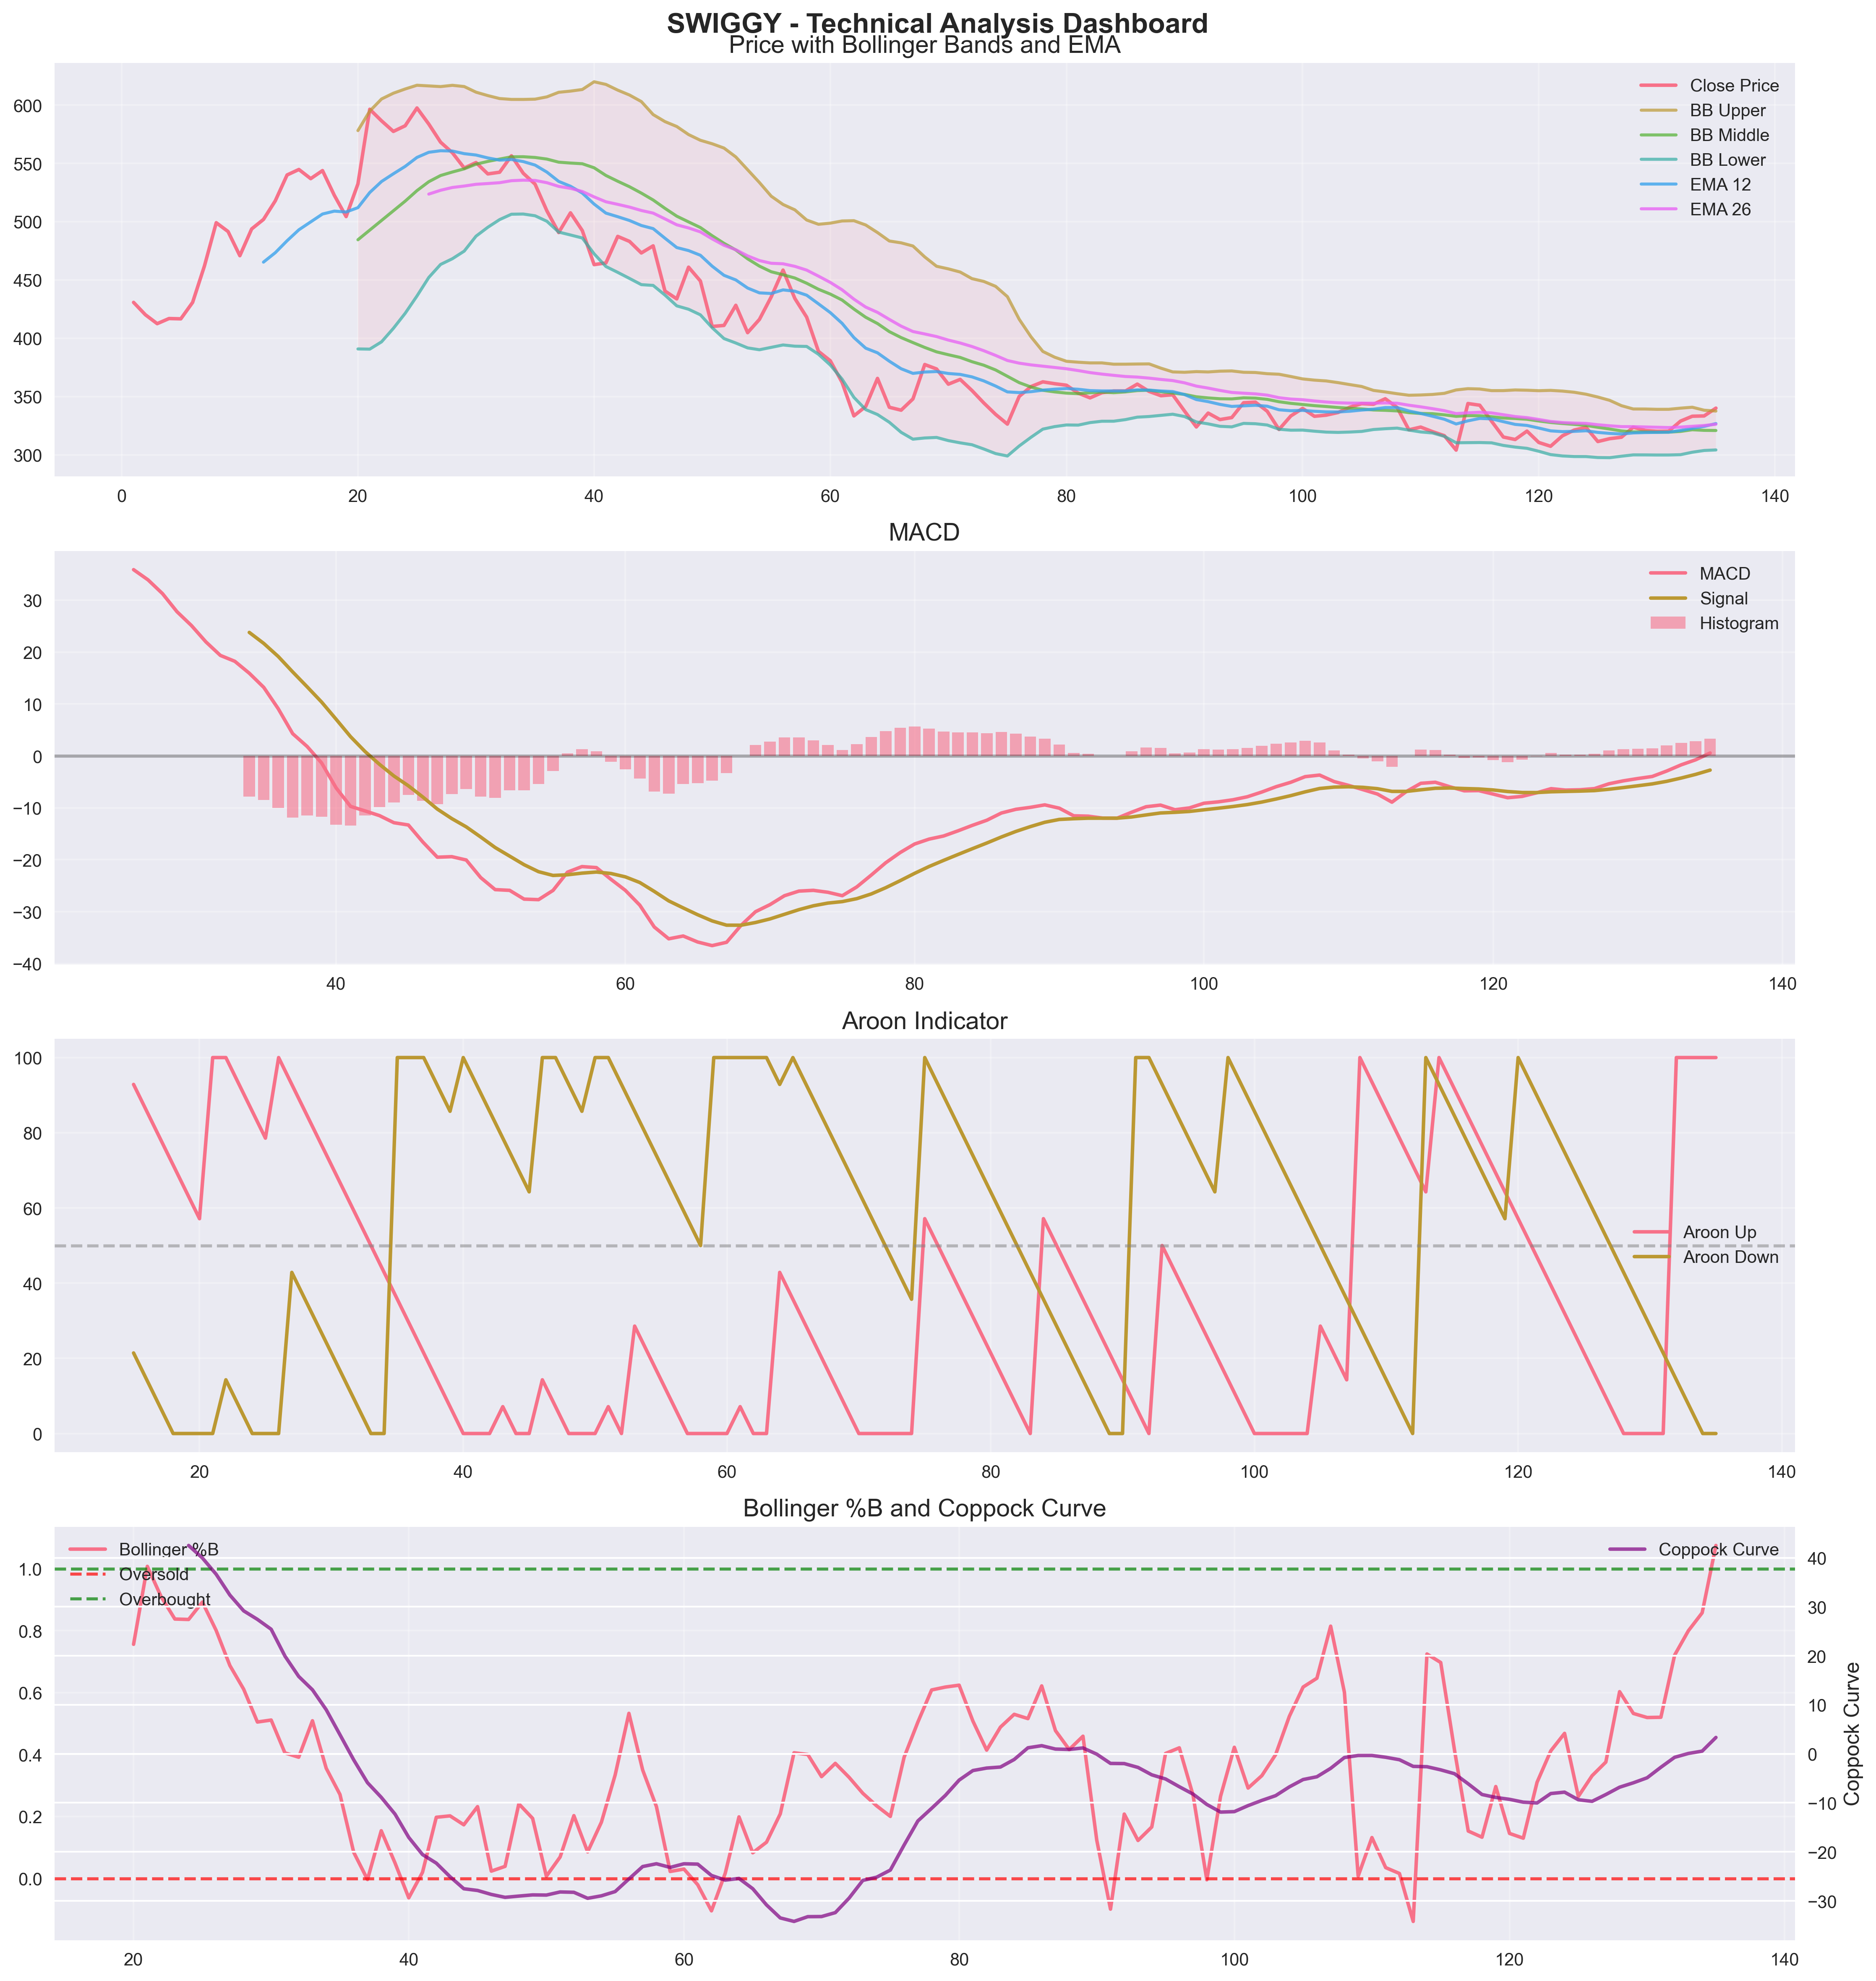 SWIGGY - Technical Analysis Dashboard
Price with Bollinger Bands and EMA
Close Price
BB Upper
BB Middle
BB Lower
EMA 12
EMA 26
600
550
500
450
400
350
300
0 20 40 60 80 100 120 140
MACD
MACD
Signal
Histogram
30
20
10
0
−10
−20
−30
−40
40 60 80 100 120 140
Aroon Indicator
100
80
60
40
20
0
Aroon Up
Aroon Down
20 40 60 80 100 120 140
Bollinger %B and Coppock Curve
Bollinger %B
Oversold
Overbought
Coppock Curve
1.0
0.8
0.6
0.4
0.2
0.0
40
30
20
10
0
−10
−20
−30
Coppock Curve
20 40 60 80 100 120 140